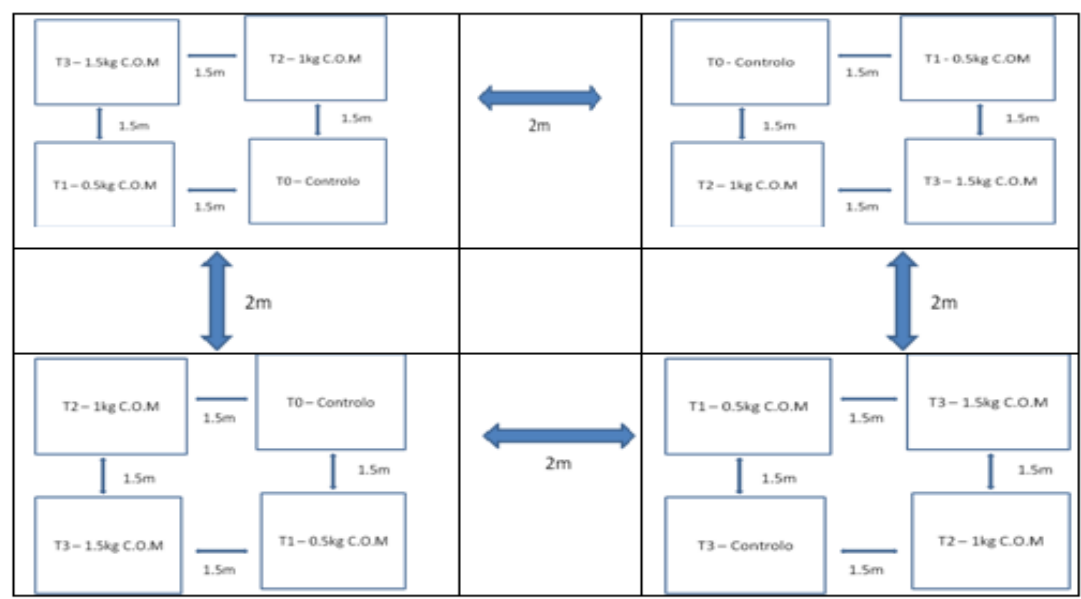 T3 – 1.5kg C.O.M
1.5m
T2 – 1kg C.O.M
1.5m
1.5m
T1 – 0.5kg C.O.M
1.5m
T0 – Controlo
2m
T0 - Controlo
1.5m
T1 - 0.5kg C.OM
1.5m
1.5m
T2 – 1kg C.O.M
1.5m
T3 – 1.5kg C.O.M
2m
2m
T2 – 1kg C.O.M
1.5m
T0 – Controlo
1.5m
1.5m
T3 – 1.5kg C.O.M
1.5m
T1 – 0.5kg C.O.M
2m
T1 – 0.5kg C.O.M
1.5m
T3 – 1.5kg C.O.M
1.5m
1.5m
T3 – Controlo
1.5m
T2 – 1kg C.O.M